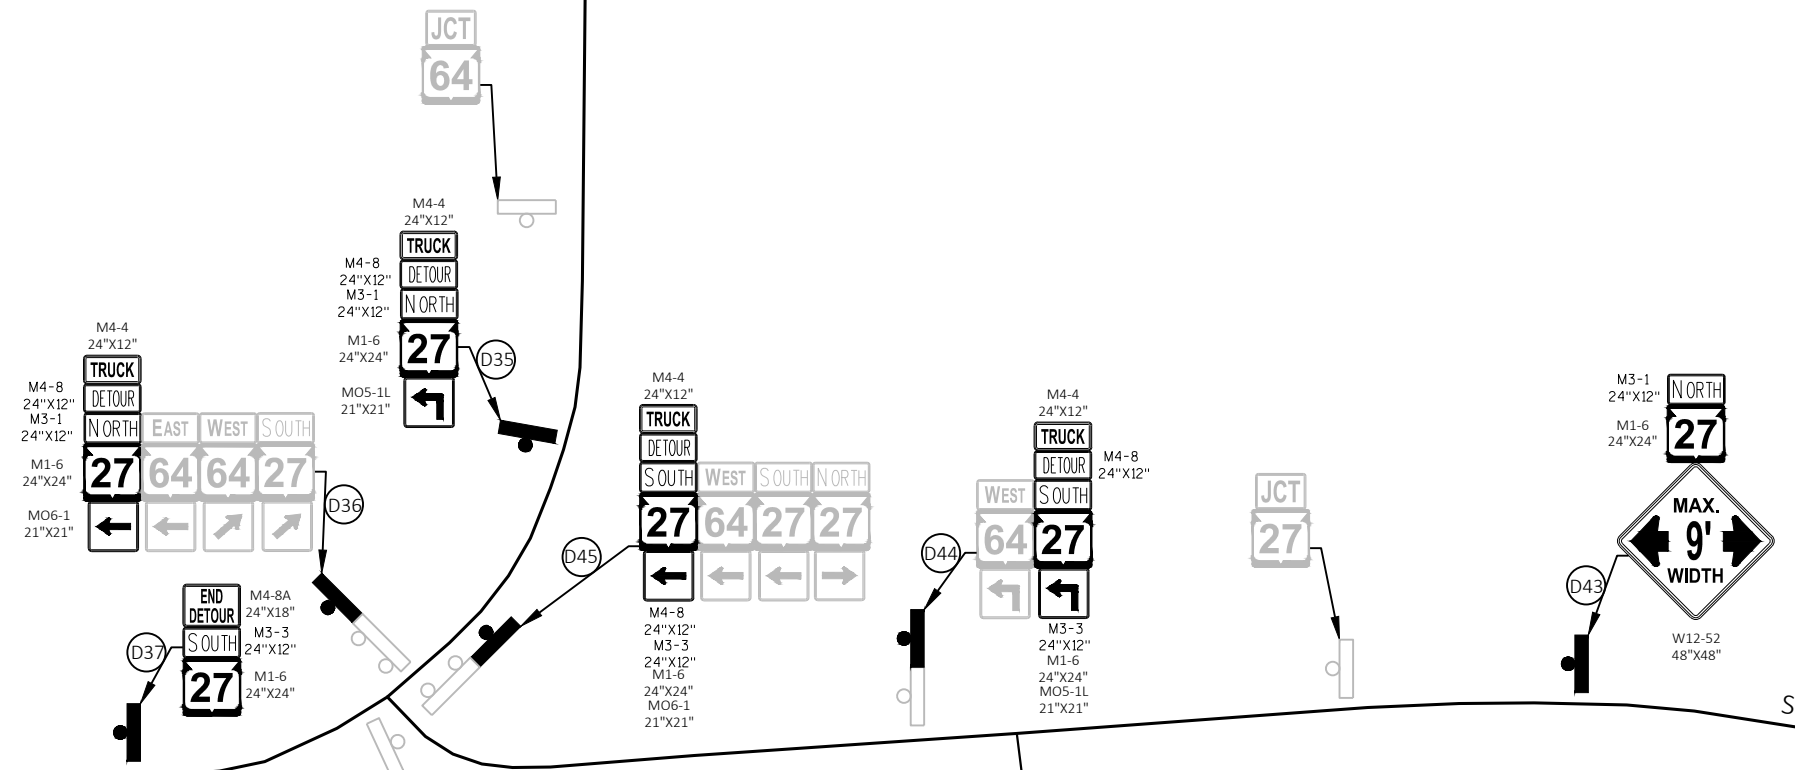 JCT
64
M4-4
24"X12"
TRUCK
M4-8
24"X12"
DETOUR
M3-1
24"X12"
NORTH
M1-6
24"X24"
27
D35
MO5-1L
21"X21"
M4-4
24"X12"
TRUCK
M4-8
24"X12"
DETOUR
M3-1
24"X12"
NORTH EAST WEST SOUTH
M1-6
24"X24"
27 64 64 27
D36
MO6-1
21"X21"
END
DETOUR
M4-8A
24"X18"
SOUTH
M3-3
24"X12"
D37
27
M1-6
24"X24"
M4-4
24"X12"
TRUCK
DETOUR
SOUTH WEST SOUTH NORTH
27 64 27 27
D45
M4-8
24"X12"
M3-3
24"X12"
M1-6
24"X24"
MO6-1
21"X21"
M4-4
24"X12"
TRUCK
DETOUR
M4-8
24"X12"
WEST SOUTH
64 27
D44
M3-3
24"X12"
M1-6
24"X24"
MO5-1L
21"X21"
JCT
27
M3-1
24"X12"
NORTH
M1-6
24"X24"
27
MAX.
9'
WIDTH
D43
W12-52
48"X48"
S